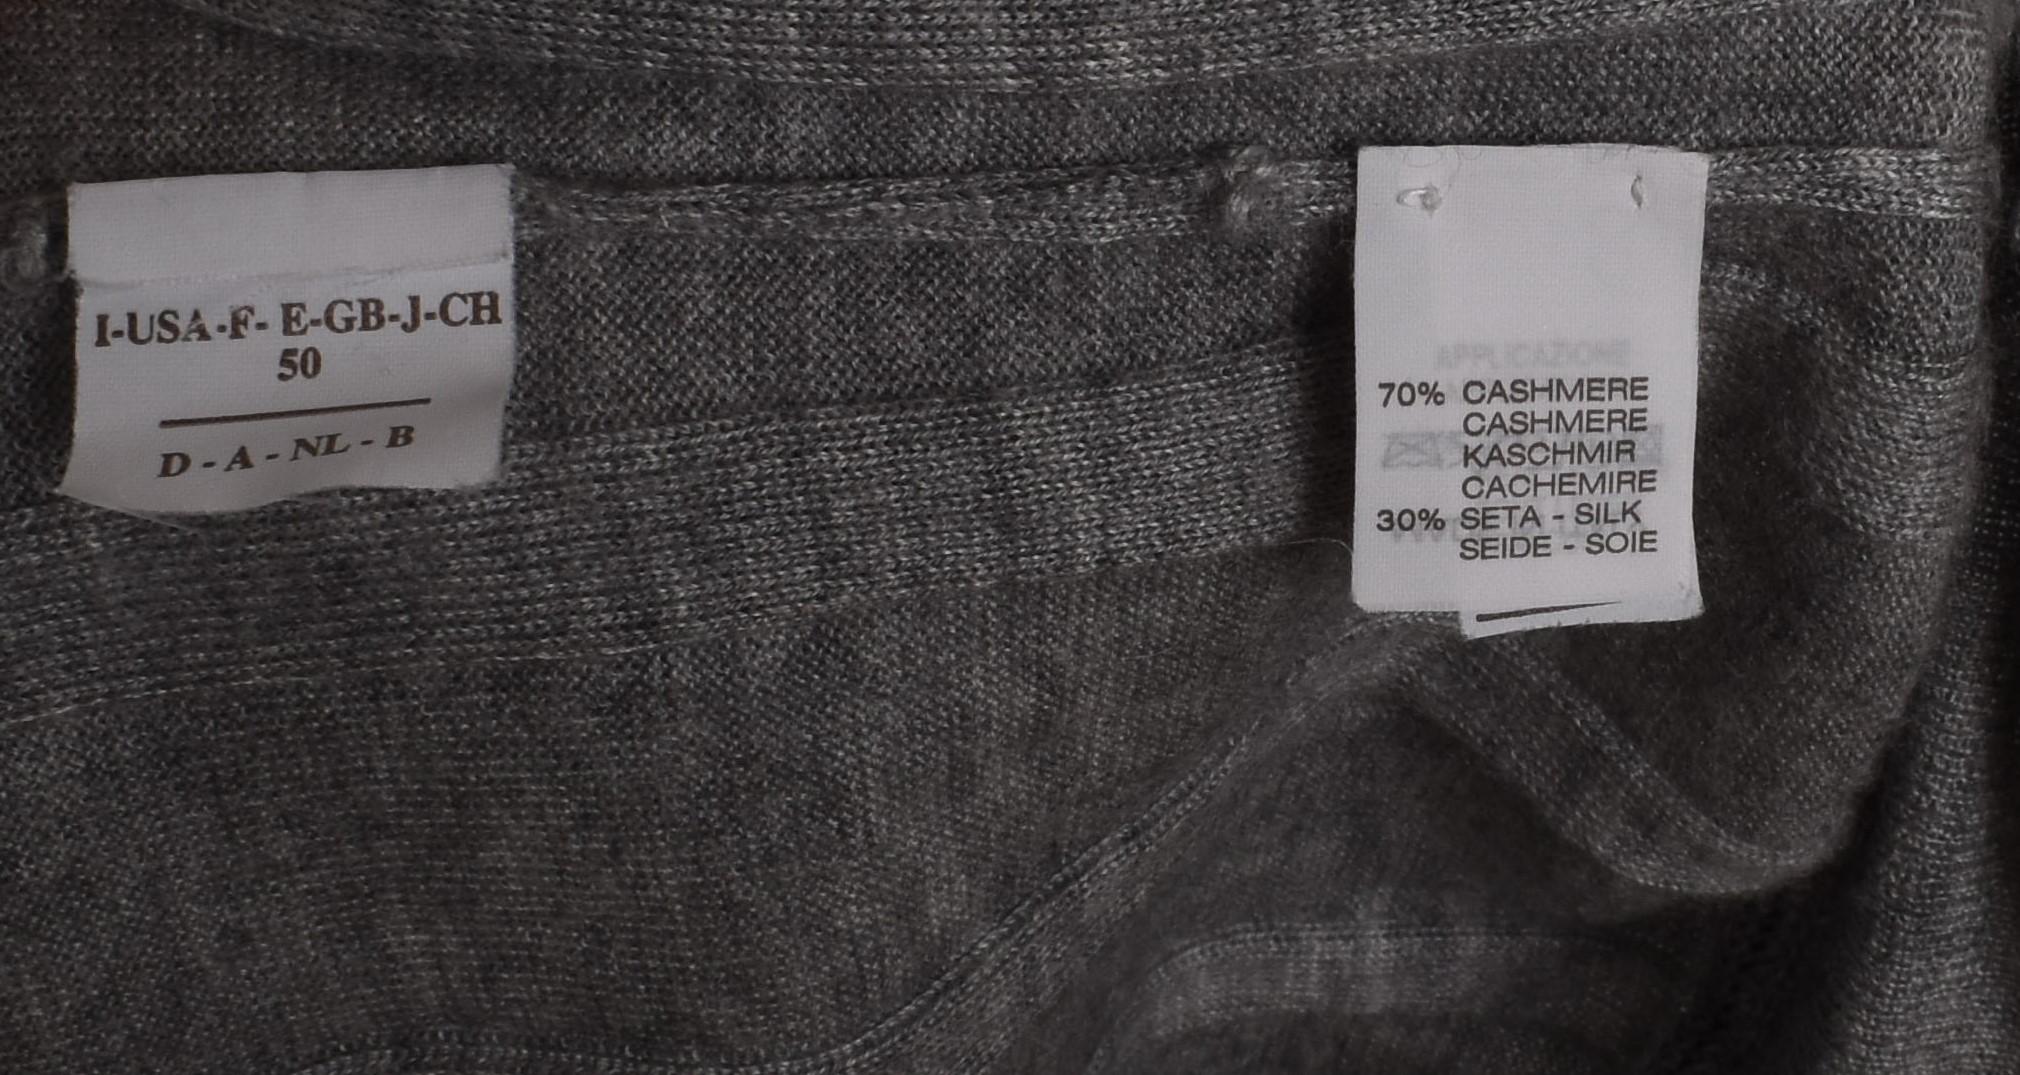 I-USA-F- E-GB-J-CH
50
D - A - NL - B
APPLICAZIONE
70% CASHMERE
CASHMERE
KASCHMIR
CACHEMIRE
30% SETA - SILK
SEIDE - SOIE